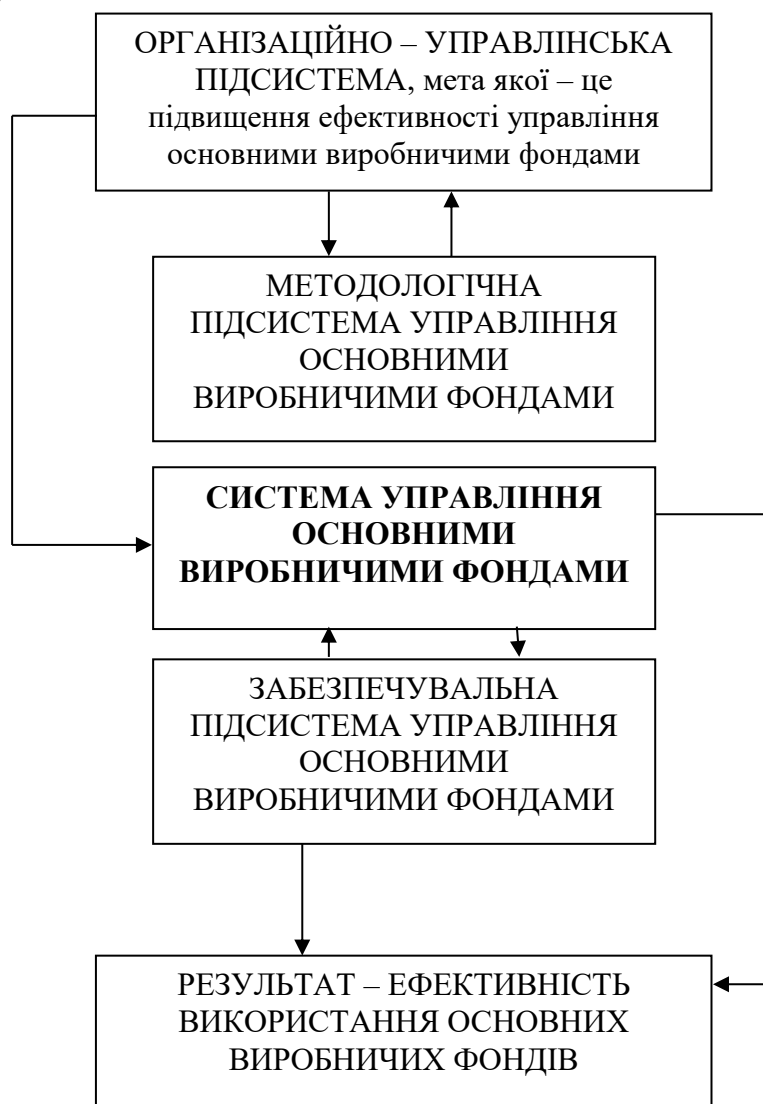 ОРГАНІЗАЦІЙНО – УПРАВЛІНСЬКА
ПІДСИСТЕМА, мета якої – це
підвищення ефективності управління
основними виробничими фондами
МЕТОДОЛОГІЧНА
ПІДСИСТЕМА УПРАВЛІННЯ
ОСНОВНИМИ
ВИРОБНИЧИМИ ФОНДАМИ
СИСТЕМА УПРАВЛІННЯ
ОСНОВНИМИ
ВИРОБНИЧИМИ ФОНДАМИ
ЗАБЕЗПЕЧУВАЛЬНА
ПІДСИСТЕМА УПРАВЛІННЯ
ОСНОВНИМИ
ВИРОБНИЧИМИ ФОНДАМИ
РЕЗУЛЬТАТ – ЕФЕКТИВНІСТЬ
ВИКОРИСТАННЯ ОСНОВНИХ
ВИРОБНИЧИХ ФОНДІВ